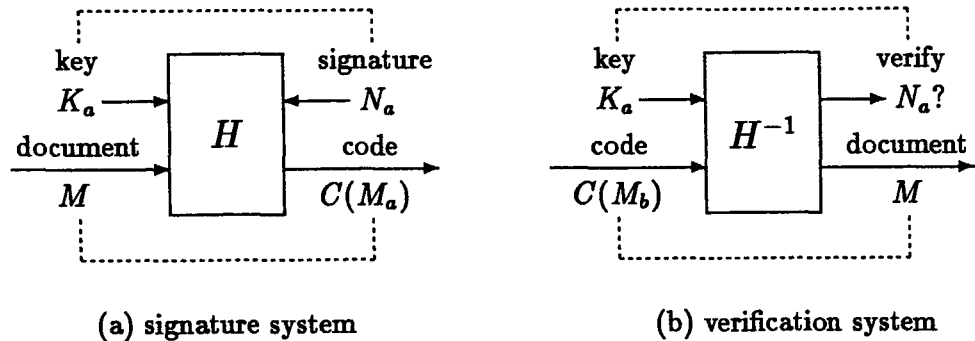 key
signature
K_a
H
N_a
document
code
M
C(M_a)
(a) signature system
key
verify
K_a
H^{-1}
N_a?
code
document
C(M_b)
M
(b) verification system